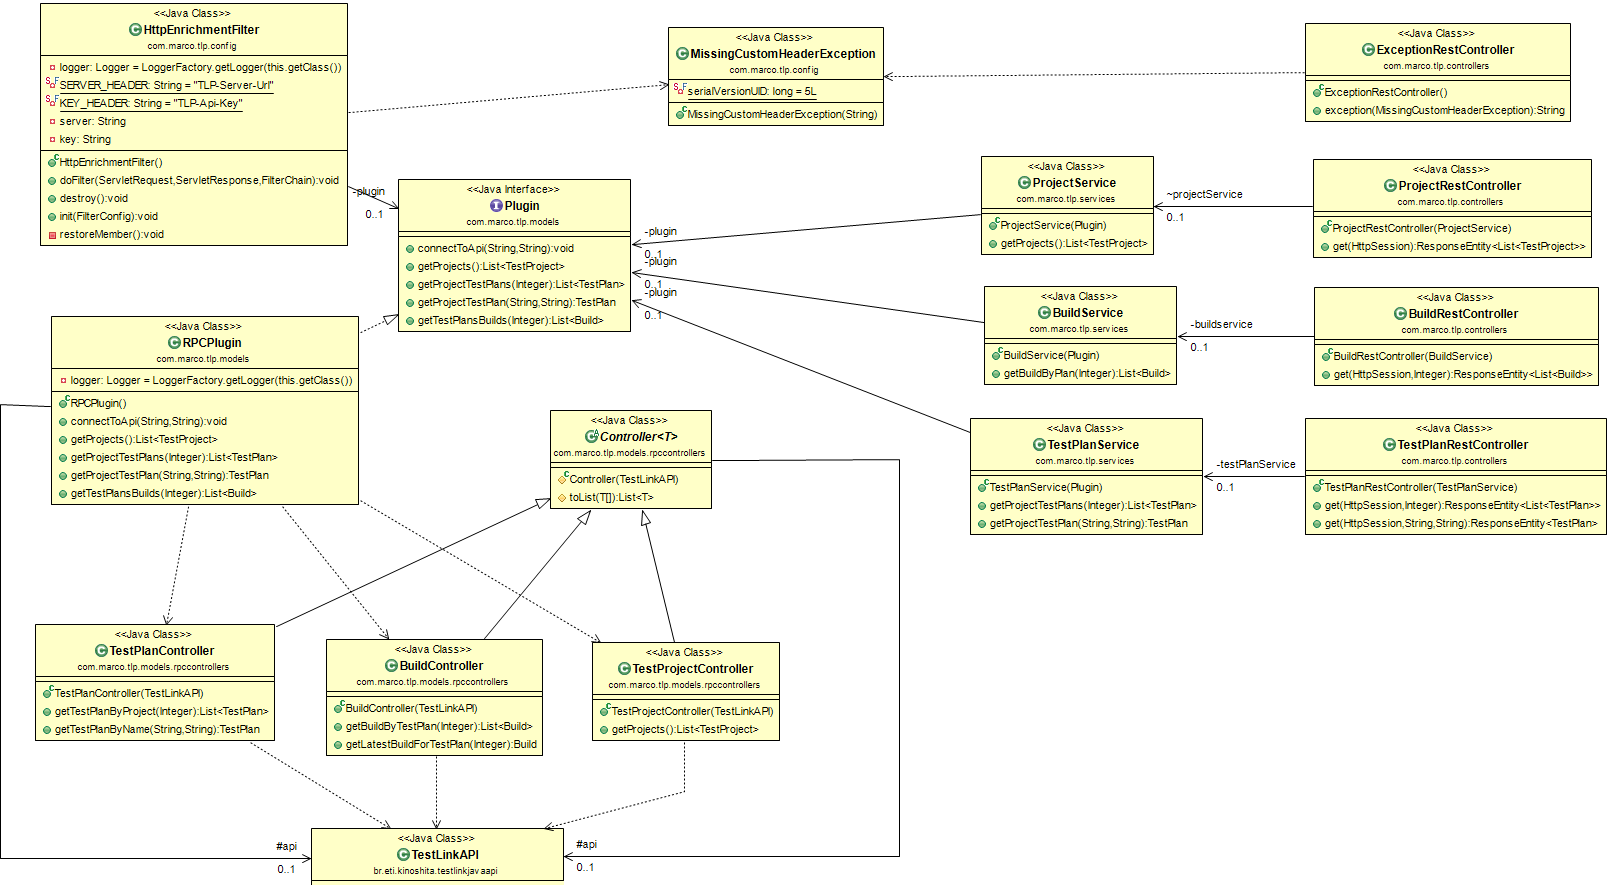 <<Java Class>>
HttpEnrichmentFilter
com.marco.tlp.config
logger: Logger = LoggerFactory.getLogger(this.getClass())
SERVER_HEADER: String = "TLP-Server-Url"
KEY_HEADER: String = "TLP-Api-Key"
server: String
key: String
HttpEnrichmentFilter()
doFilter(ServletRequest,ServletResponse,FilterChain):void
destroy():void
init(FilterConfig):void
restoreMember():void
<<Java Class>>
MissingCustomHeaderException
com.marco.tlp.config
serialVersionUID: long = 5L
MissingCustomHeaderException(String)
<<Java Class>>
ExceptionRestController
com.marco.tlp.controllers
ExceptionRestController()
exception(MissingCustomHeaderException):String
-plugin
0..1
<<Java Interface>>
Plugin
com.marco.tlp.models
connectToApi(String,String):void
getProjects():List<TestProject>
getProjectTestPlans(Integer):List<TestPlan>
getProjectTestPlan(String,String):TestPlan
getTestPlansBuilds(Integer):List<Build>
-plugin
0..1
-plugin
0..1
-plugin
0..1
<<Java Class>>
ProjectService
com.marco.tlp.services
ProjectService(Plugin)
getProjects():List<TestProject>
~projectService
0..1
<<Java Class>>
ProjectRestController
com.marco.tlp.controllers
ProjectRestController(ProjectService)
get(HttpSession):ResponseEntity<List<TestProject>>
<<Java Class>>
BuildService
com.marco.tlp.services
BuildService(Plugin)
getBuildByPlan(Integer):List<Build>
-buildservice
0..1
<<Java Class>>
BuildRestController
com.marco.tlp.controllers
BuildRestController(BuildService)
get(HttpSession,Integer):ResponseEntity<List<Build>>
<<Java Class>>
RPCPlugin
com.marco.tlp.models
logger: Logger = LoggerFactory.getLogger(this.getClass())
RPCPlugin()
connectToApi(String,String):void
getProjects():List<TestProject>
getProjectTestPlans(Integer):List<TestPlan>
getProjectTestPlan(String,String):TestPlan
getTestPlansBuilds(Integer):List<Build>
<<Java Class>>
Controller<T>
com.marco.tlp.models.rpccontrollers
Controller(TestLinkAPI)
toList(T[]):List<T>
<<Java Class>>
TestPlanService
com.marco.tlp.services
TestPlanService(Plugin)
getProjectTestPlans(Integer):List<TestPlan>
getProjectTestPlan(String,String):TestPlan
-testPlanService
0..1
<<Java Class>>
TestPlanRestController
com.marco.tlp.controllers
TestPlanRestController(TestPlanService)
get(HttpSession,Integer):ResponseEntity<List<TestPlan>>
get(HttpSession,String,String):ResponseEntity<TestPlan>
<<Java Class>>
TestPlanController
com.marco.tlp.models.rpccontrollers
TestPlanController(TestLinkAPI)
getTestPlanByProject(Integer):List<TestPlan>
getTestPlanByName(String,String):TestPlan
<<Java Class>>
BuildController
com.marco.tlp.models.rpccontrollers
BuildController(TestLinkAPI)
getBuildByTestPlan(Integer):List<Build>
getLatestBuildForTestPlan(Integer):Build
<<Java Class>>
TestProjectController
com.marco.tlp.models.rpccontrollers
TestProjectController(TestLinkAPI)
getProjects():List<TestProject>
#api
0..1
<<Java Class>>
TestLinkAPI
br.eti.kinoshita.testlinkjavaapi
#api
0..1